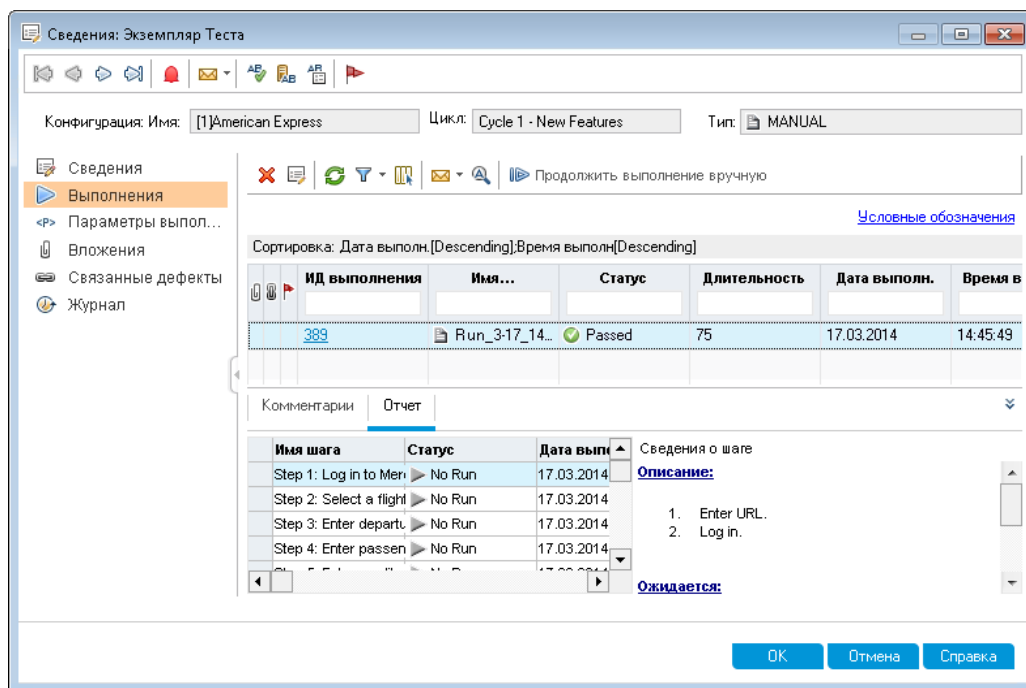 Сведения: Экземпляр Теста
Конфигурация: Имя: [1]American Express Цикл: Cycle 1 - New Features Тип: MANUAL
Сведения
Выполнения
<P> Параметры выпол...
Вложения
Связанные дефекты
Журнал
Продолжить выполнение вручную
Условные обозначения
Сортировка: Дата выполн.[Descending];Время выполн[Descending]
ИД выполнения Имя... Статус Длительность Дата выполн. Время в
389 Run_3-17_14... Passed 75 17.03.2014 14:45:49
Комментарии Отчет
Имя шага Статус Дата выпо
Step 1: Log in to Mer No Run 17.03.2014
Step 2: Select a flight No Run 17.03.2014
Step 3: Enter departu No Run 17.03.2014
Step 4: Enter passen No Run 17.03.2014
Сведения о шаге
Описание:
1. Enter URL.
2. Log in.
Ожидается:
OK Отмена Справка